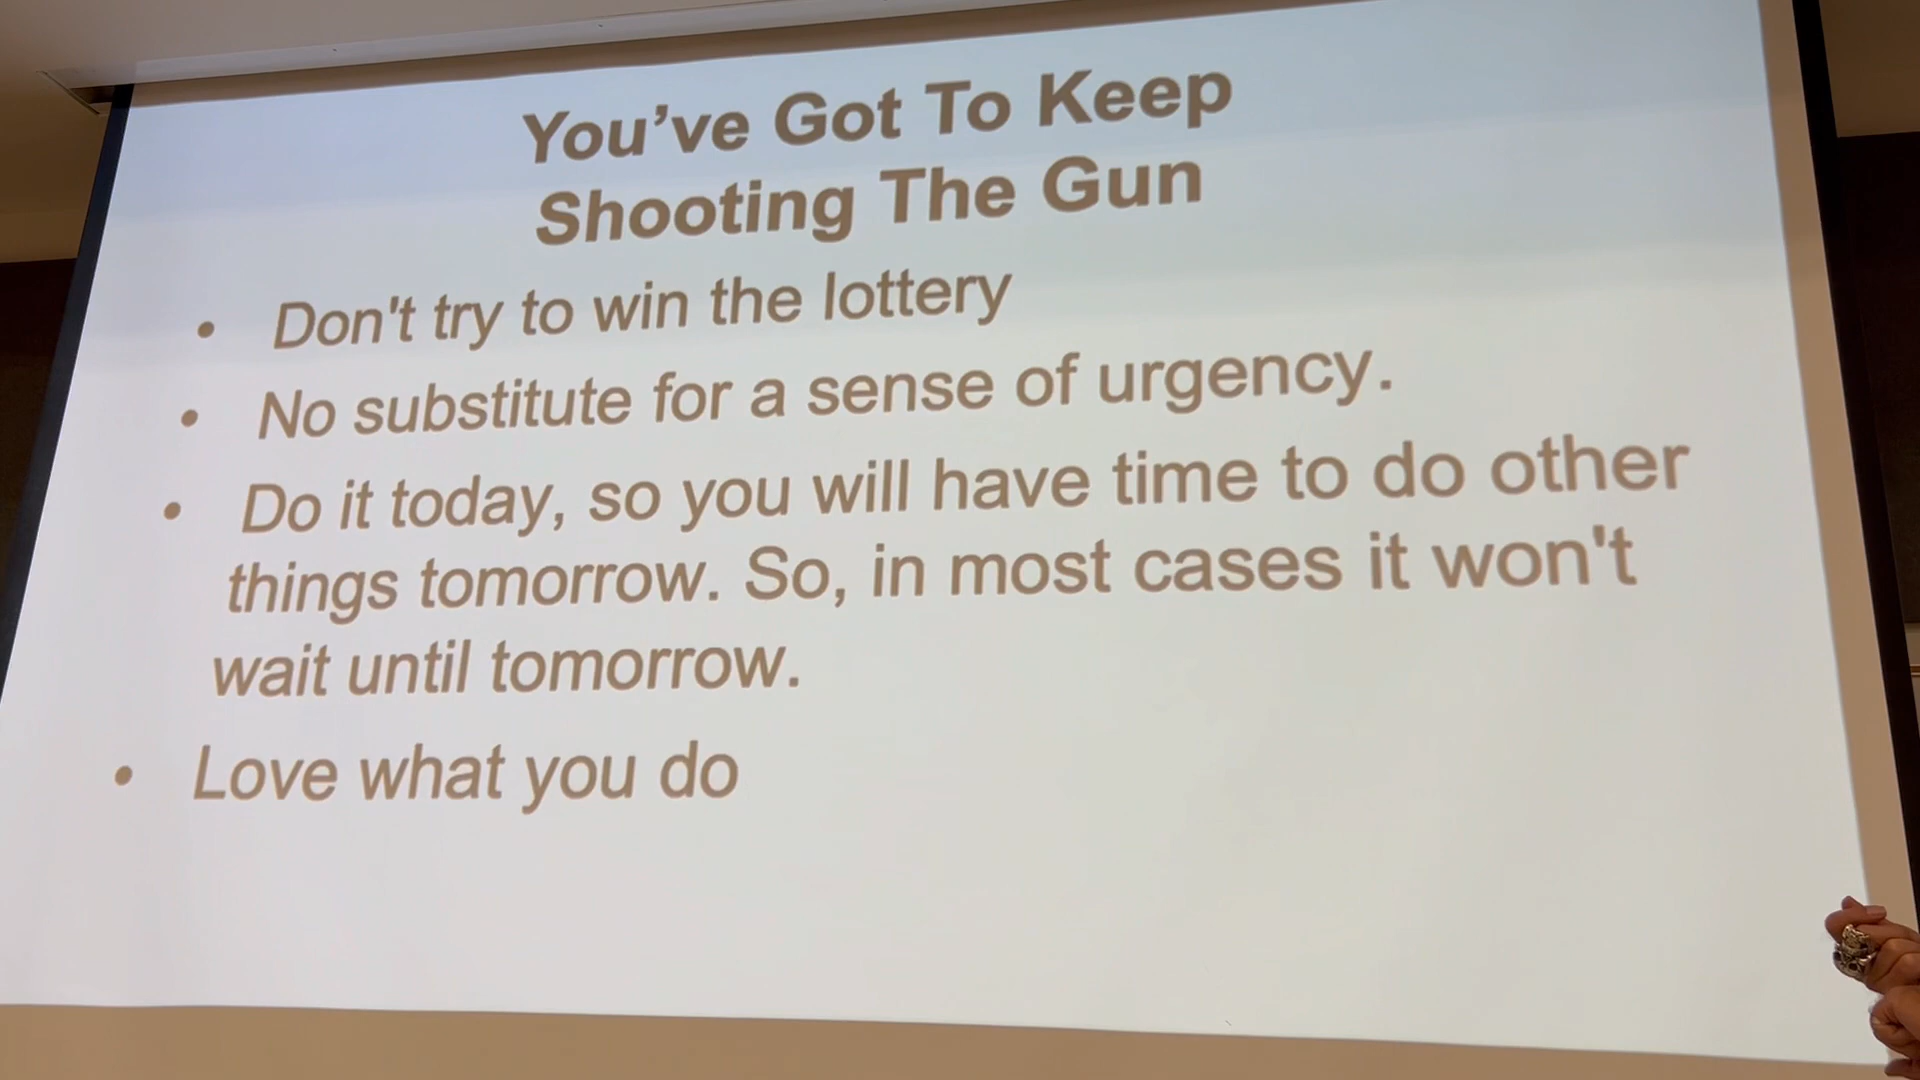 You’ve Got To Keep
Shooting The Gun
• Don't try to win the lottery
• No substitute for a sense of urgency.
• Do it today, so you will have time to do other
things tomorrow. So, in most cases it won't
wait until tomorrow.
• Love what you do